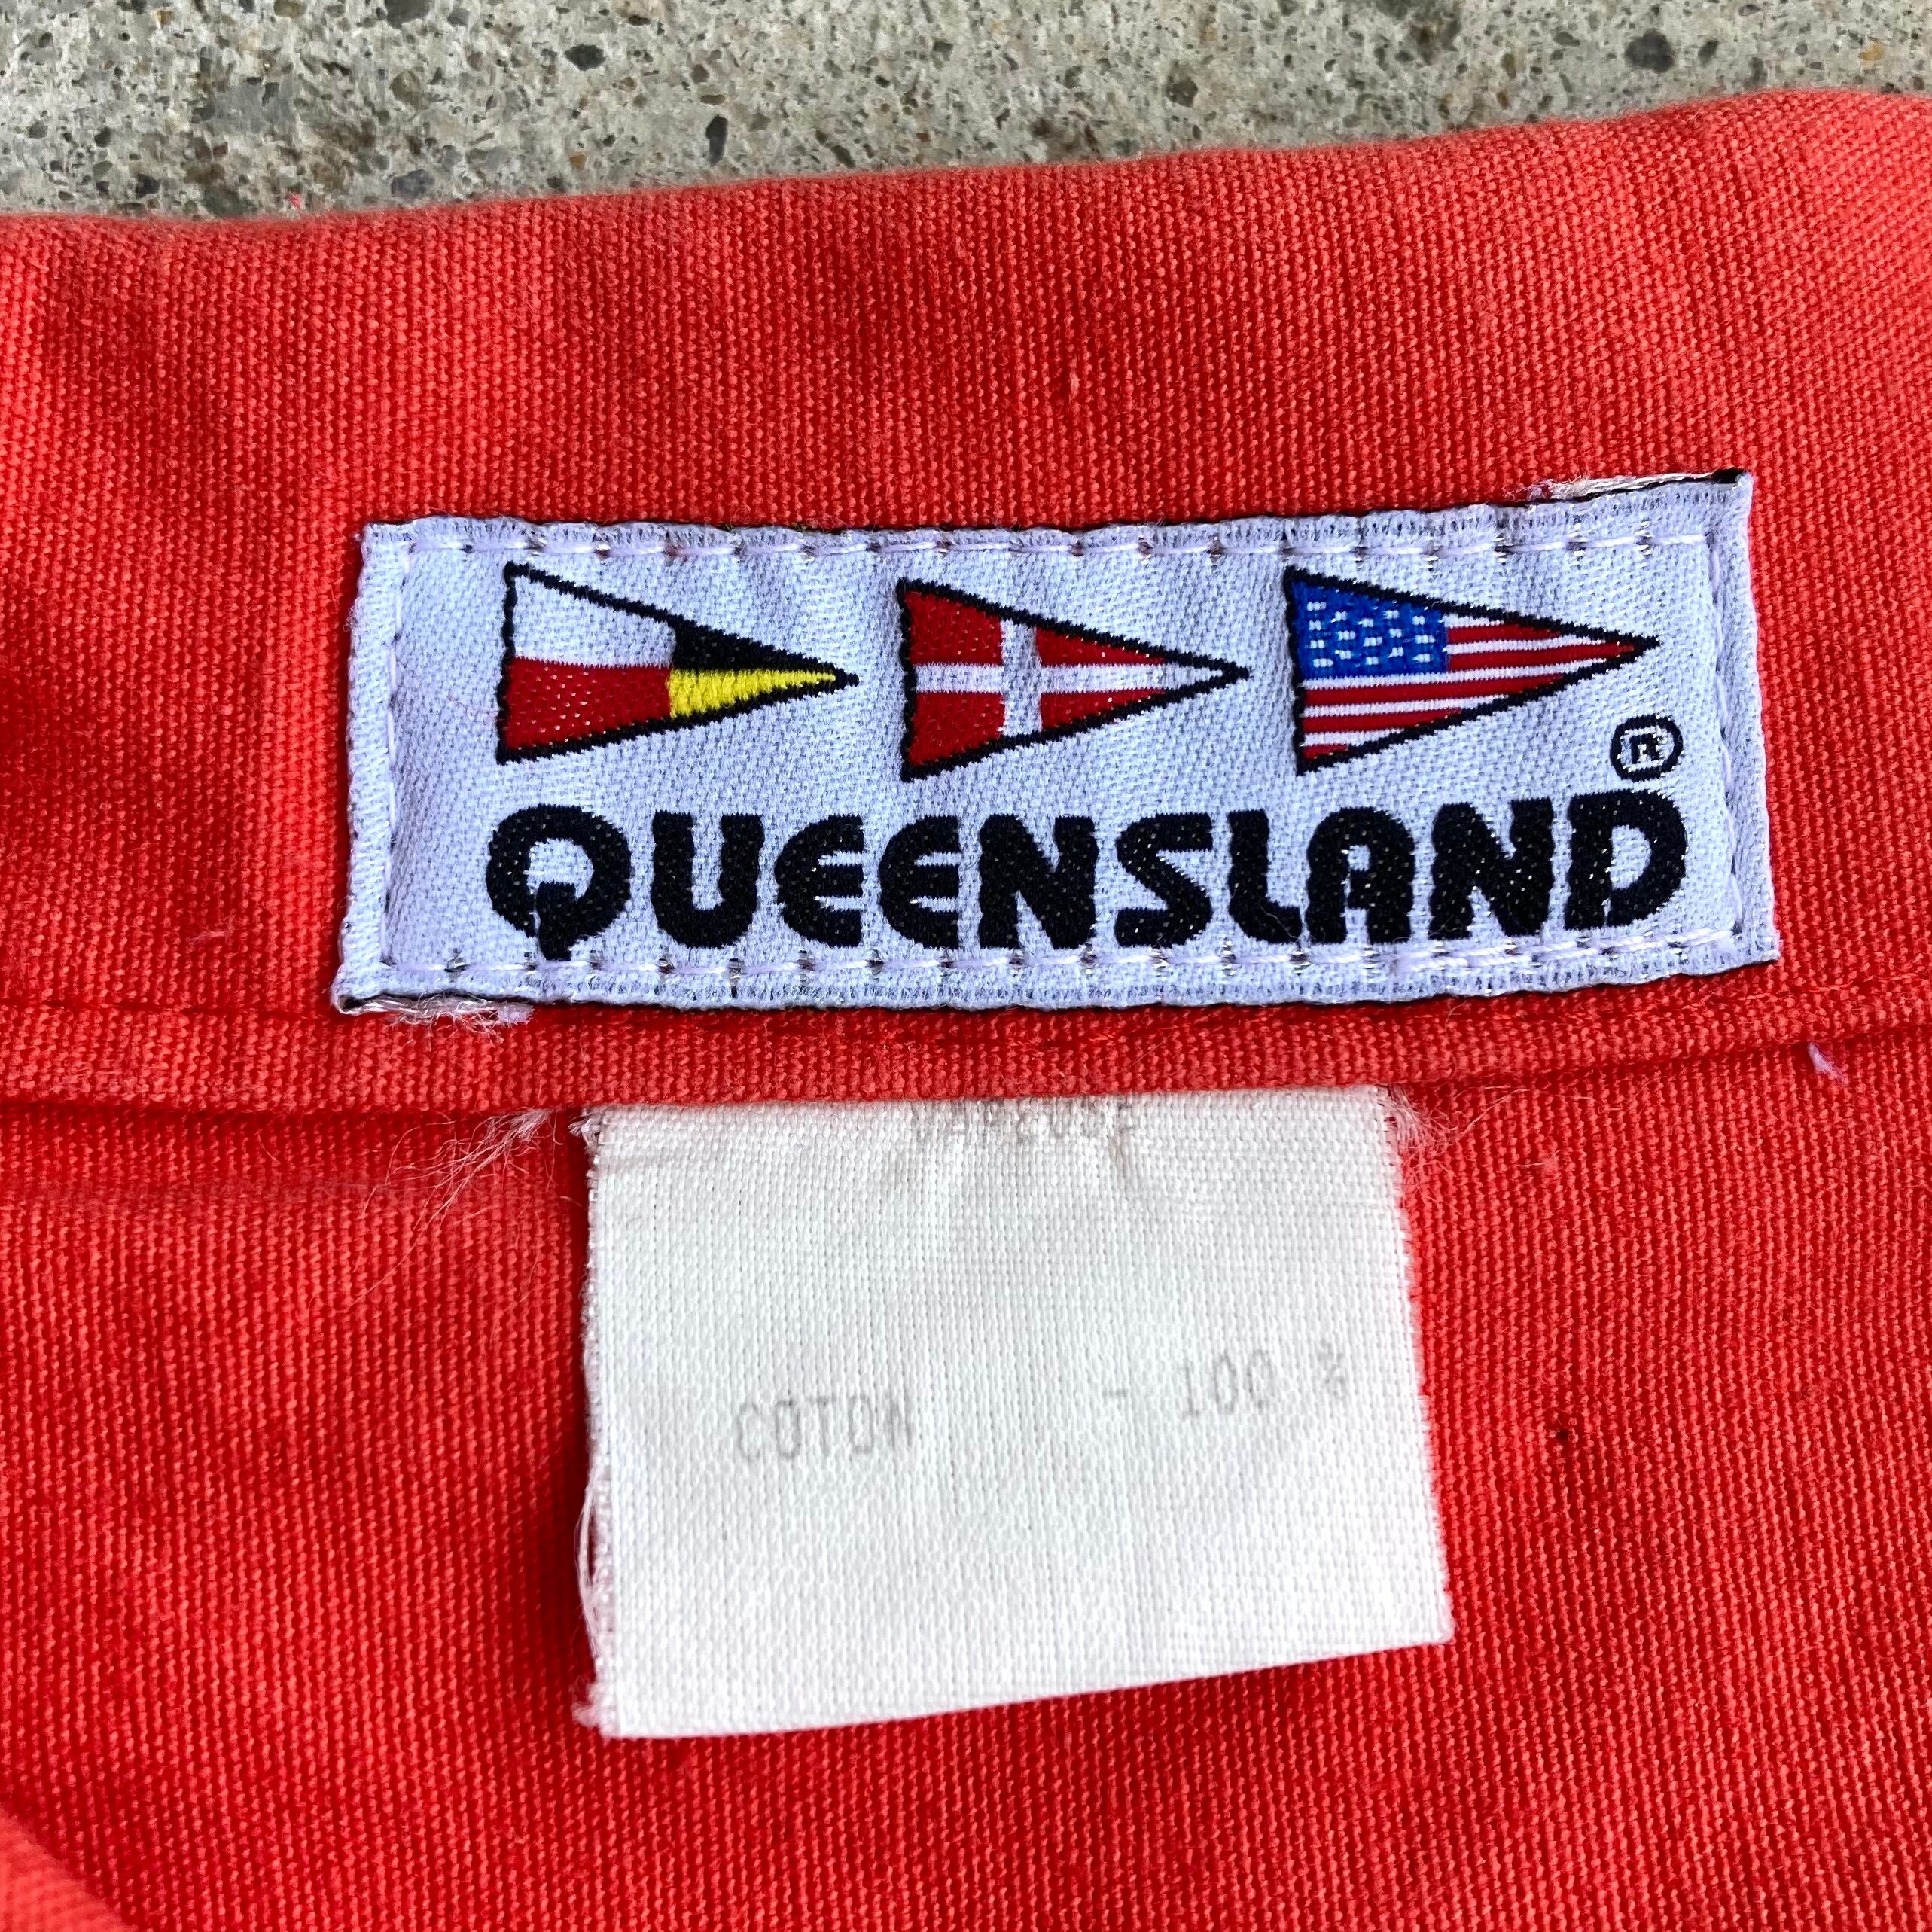 ®
QUEENSLAND
COTON - 100 %